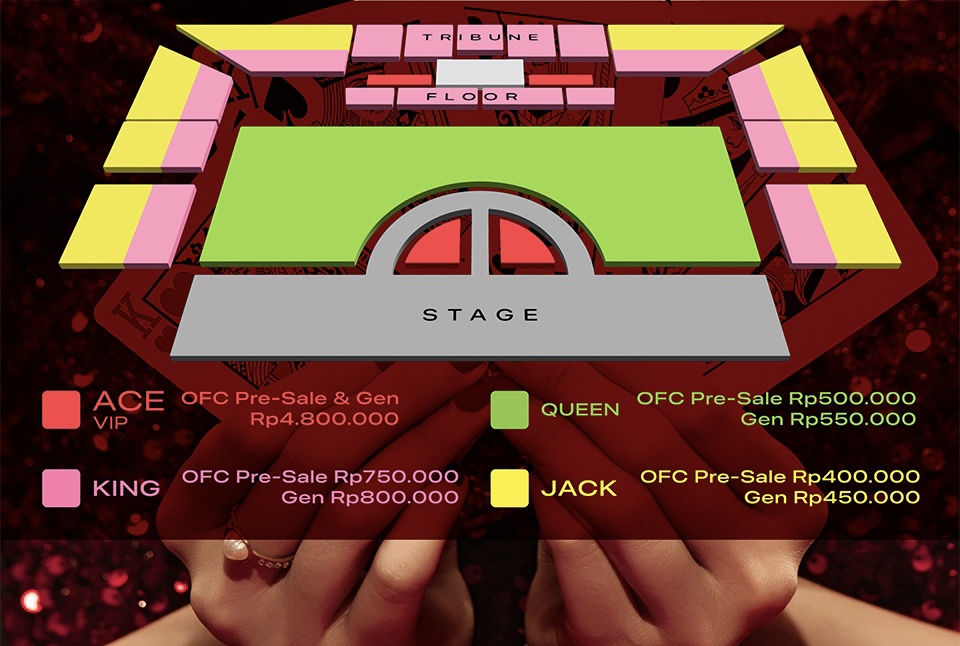 TRIBUNE
FLOOR
STAGE
ACE
VIP
OFC Pre-Sale & Gen
Rp4.800.000
QUEEN
OFC Pre-Sale Rp500.000
Gen Rp550.000
KING
OFC Pre-Sale Rp750.000
Gen Rp800.000
JACK
OFC Pre-Sale Rp400.000
Gen Rp450.000
K